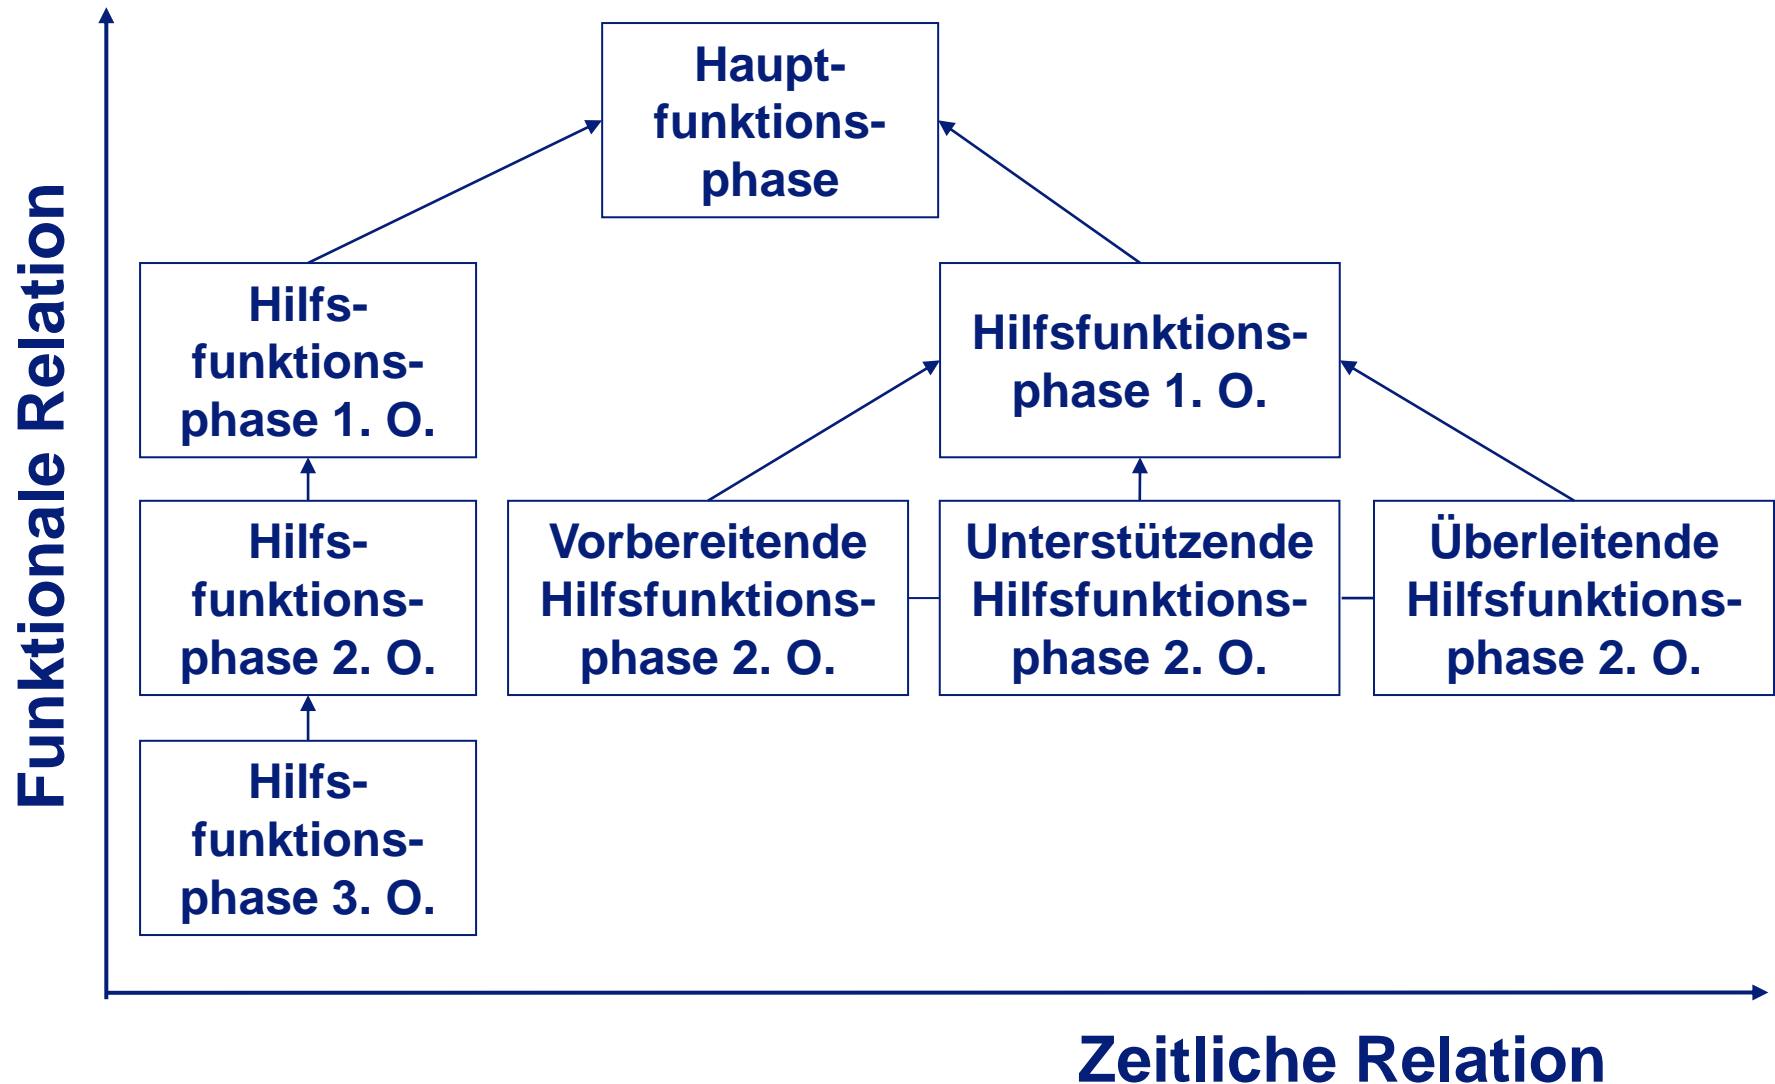 Funktionale Relation
Haupt-
funktions-
phase
Hilfs-
funktions-
phase 1. O.
Hilfsfunktions-
phase 1. O.
Hilfs-
funktions-
phase 2. O.
Vorbereitende
Hilfsfunktions-
phase 2. O.
Unterstützende
Hilfsfunktions-
phase 2. O.
Überleitende
Hilfsfunktions-
phase 2. O.
Hilfs-
funktions-
phase 3. O.
Zeitliche Relation